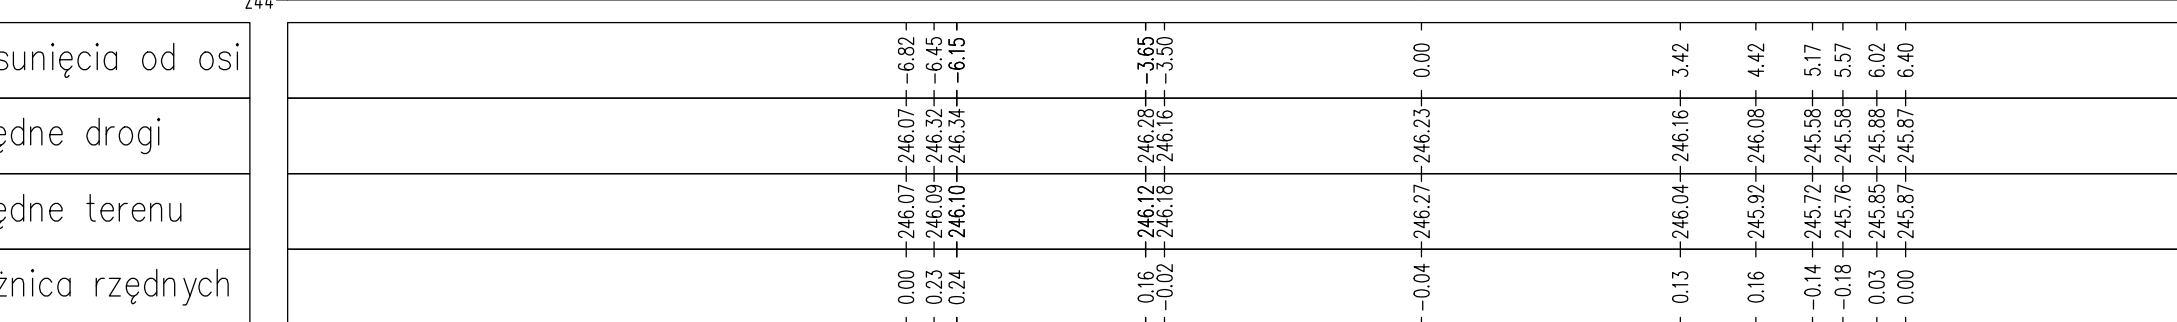 244
sunięcia od osi -6.82 -6.45 -6.15 -3.65 -3.50 0.00 3.42 4.42 5.17 5.57 6.02 6.40
ędne drogi 246.07 246.32 246.34 246.28 246.16 246.23 246.16 246.08 245.58 245.58 245.88 245.87
ędne terenu 246.07 246.09 246.10 246.12 246.18 246.27 246.04 245.92 245.72 245.76 245.85 245.87
żnica rzędnych 0.00 0.23 0.24 0.16 -0.02 -0.04 0.13 0.16 -0.14 -0.18 0.03 0.00